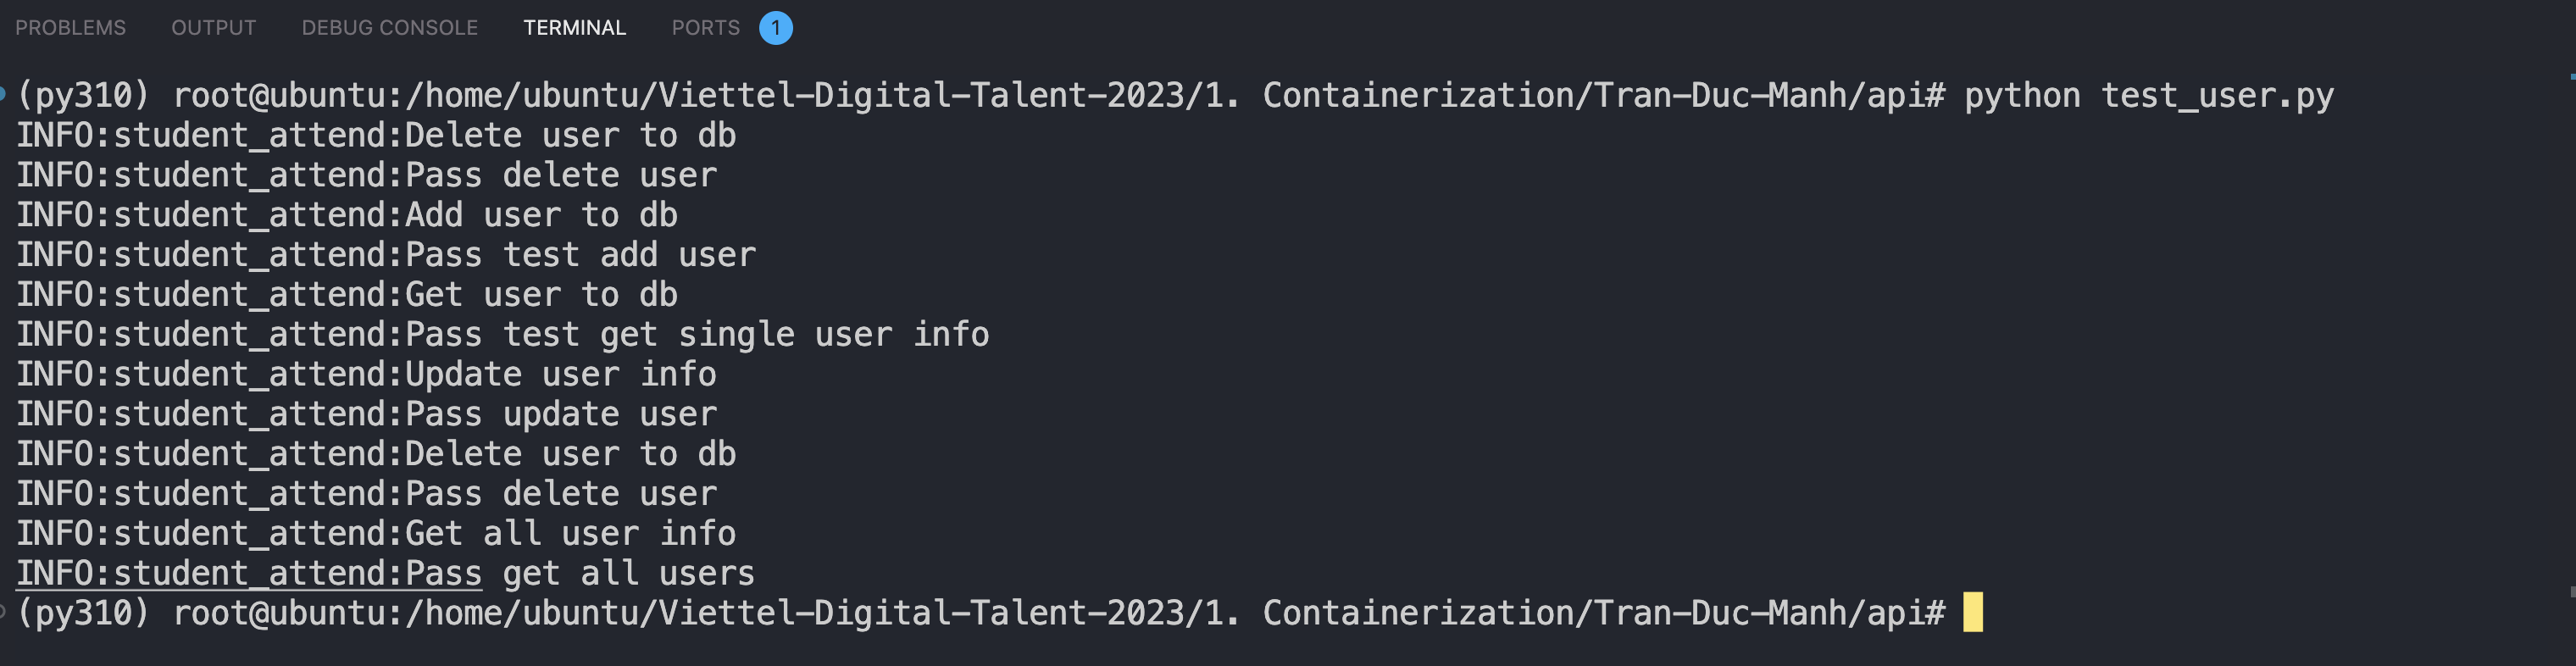 PROBLEMS OUTPUT DEBUG CONSOLE TERMINAL PORTS 1
(py310) root@ubuntu:/home/ubuntu/Viettel-Digital-Talent-2023/1. Containerization/Tran-Duc-Manh/api# python test_user.py
INFO:student_attend:Delete user to db
INFO:student_attend:Pass delete user
INFO:student_attend:Add user to db
INFO:student_attend:Pass test add user
INFO:student_attend:Get user to db
INFO:student_attend:Pass test get single user info
INFO:student_attend:Update user info
INFO:student_attend:Pass update user
INFO:student_attend:Delete user to db
INFO:student_attend:Pass delete user
INFO:student_attend:Get all user info
INFO:student_attend:Pass get all users
(py310) root@ubuntu:/home/ubuntu/Viettel-Digital-Talent-2023/1. Containerization/Tran-Duc-Manh/api#